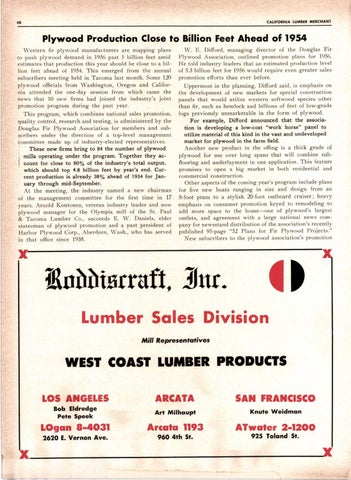 48
CALIFORNIA LUMBER MERCHANT
Plywood Production Close to Billion Feet Ahead of 1954
Western fir plywood manufacturers are mapping plans
to push plywood demand in 1956 past 5 billion feet amid
estimates that production this year should be close to a bil-
lion feet ahead of 1954. This emerged from the annual
subscribers meeting held in Tacoma last month. Some 120
plywood officials from Washington, Oregon and Califor-
nia attended the one-day session from which came the
news that 10 new firms had joined the industry's joint
promotion program during the past year.
This program, which combines national sales promotion,
quality control, research and testing, is administered by the
Douglas Fir Plywood Association for members and sub-
scribers under the direction of a top-level management
committee made up of industry-elected representatives.
These new firms bring to 84 the number of plywood
mills operating under the program. Together they ac-
count for close to 90% of the industry's total output,
which should top 4.8 billion feet by year's end. Cur-
rent production is already 38% ahead of 1954 for Jan-
uary through mid-September.
At the meeting, the industry named a new chairman
of the management committee for the first time in 17
years. Arnold Koutonen, veteran industry leader and now
plywood manager for the Olympia mill of the St. Paul
& Tacoma Lumber Co., succeeds E. W. Daniels, elder
statesman of plywood promotion and a past president of
Harbor Plywood Corp., Aberdeen, Wash., who has served
in that office since 1938.
W. E. Difford, managing director of the Douglas Fir
Plywood Association, outlined promotion plans for 1956.
He told industry leaders that an estimated production level
of 5.3 billion feet for 1956 would require even greater sales
promotion efforts than ever before.
Uppermost in the planning, Difford said, is emphasis on
the development of new markets for special construction
panels that would utilize western softwood species other
than fir, such as hemlock and billions of feet of low-grade
logs previously unmarketable in the form of plywood.
For example, Difford announced that the associa-
tion is developing a low-cost "work horse" panel to
utilize material of this kind in the vast and undeveloped
market for plywood in the farm field.
Another new product in the offing is a thick grade of
plywood for use over long spans that will combine sub-
flooring and underlayment in one application. This feature
promises to open a big market in both residential and
commercial construction.
Other aspects of the coming year's program include plans
for five new boats ranging in size and design from an
8-foot pram to a stylish 20-foot outboard cruiser; heavy
emphasis on consumer promotion keyed to remodeling to
add more space to the home—one of plywood's largest
outlets, and agreement with a large national news com-
pany for newsstand distribution of the association's recently
published 95-page "52 Plans for Fir Plywood Projects."
New subscribers to the plywood association's promotion
X X
Roddiscraft, Inc.
Lumber Sales Division
Mill Representatives
WEST COAST LUMBER PRODUCTS
LOS ANGELES
Bob Eldredge
Pete Speek
LOgan 8-4031
2620 E. Vernon Ave.
ARCATA
Art Milhaupt
Arcata 1193
960 4th St.
SAN FRANCISCO
Knute Weidman
ATwater 2-1200
925 Toland St.
X X